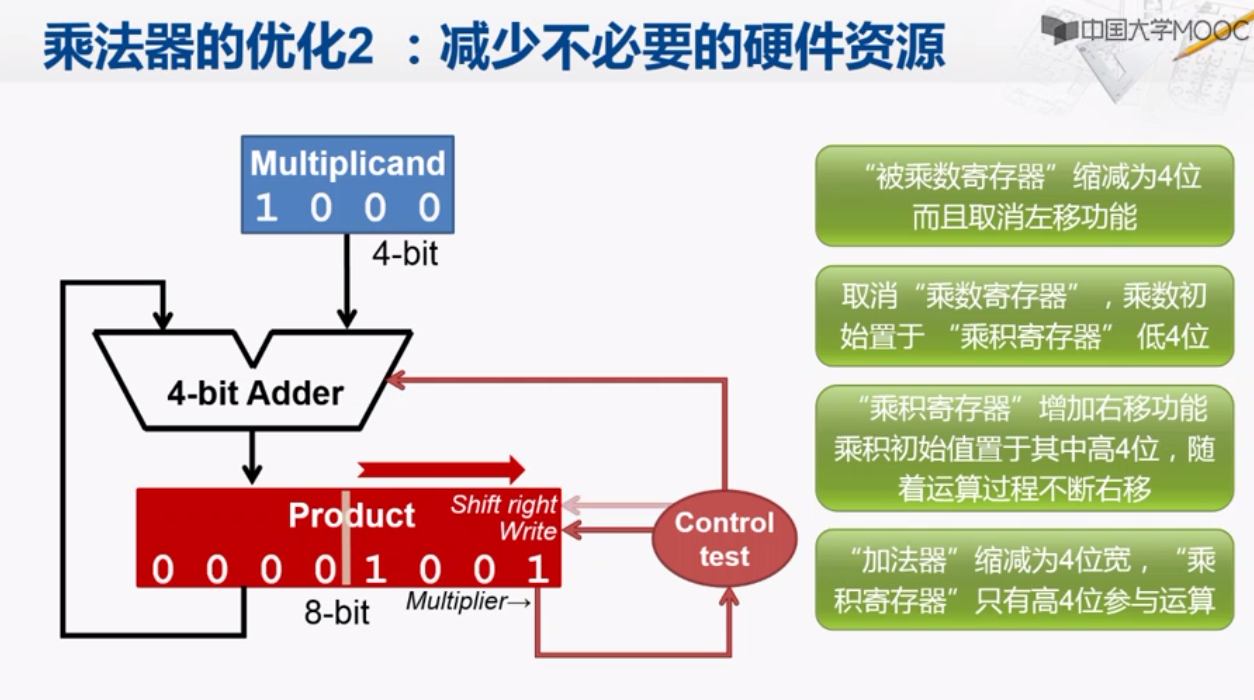 乘法器的优化2 ：减少不必要的硬件资源
中国大学MOOC
Multiplicand
1 0 0 0
4-bit
4-bit Adder
Product
Shift right
Write
0 0 0 0 1 0 0 1
8-bit
Multiplier→
Control
test
“被乘数寄存器”缩减为4位
而且取消左移功能
取消“乘数寄存器”，乘数初
始置于 “乘积寄存器” 低4位
“乘积寄存器”增加右移功能
乘积初始值置于其中高4位，随
着运算过程不断右移
“加法器”缩减为4位宽，“乘
积寄存器”只有高4位参与运算